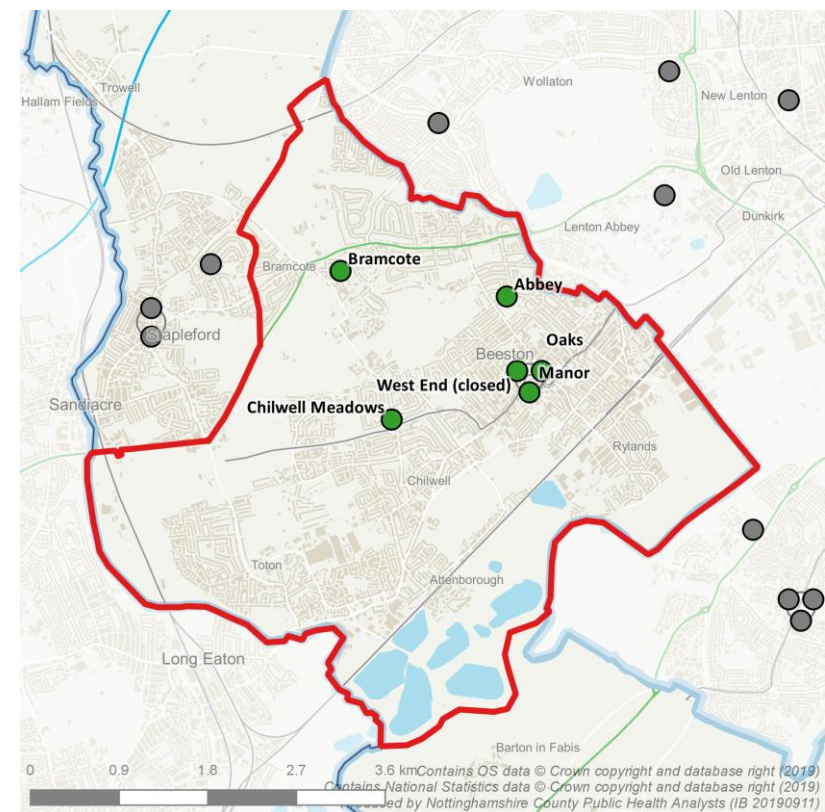 Trowell
Hallam Fields
Wollaton
New Lenton
Old Lenton
Dunkirk
Lenton Abbey
Bramcote
Bramcote
Abbey
Stapleford
Oaks
Beeston
Manor
West End (closed)
Sandiacre
Chilwell Meadows
Rylands
Chilwell
Toton
Attenborough
Long Eaton
Barton in Fabis
0 0.9 1.8 2.7 3.6 km
Contains OS data © Crown copyright and database right (2019)
Contains National Statistics data © Crown copyright and database right (2019)
by Nottinghamshire County Public Health Analysts (IB 20190911)